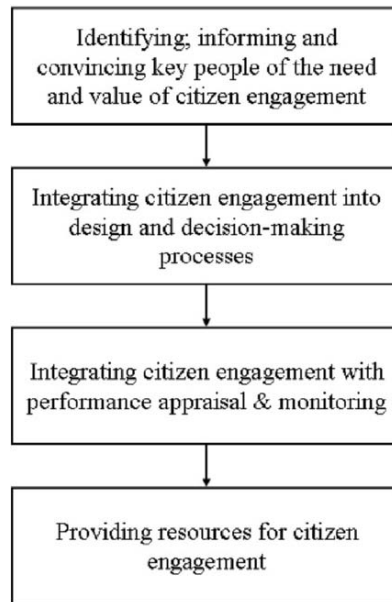 Identifying; informing and
convincing key people of the need
and value of citizen engagement
Integrating citizen engagement into
design and decision-making
processes
Integrating citizen engagement with
performance appraisal & monitoring
Providing resources for citizen
engagement